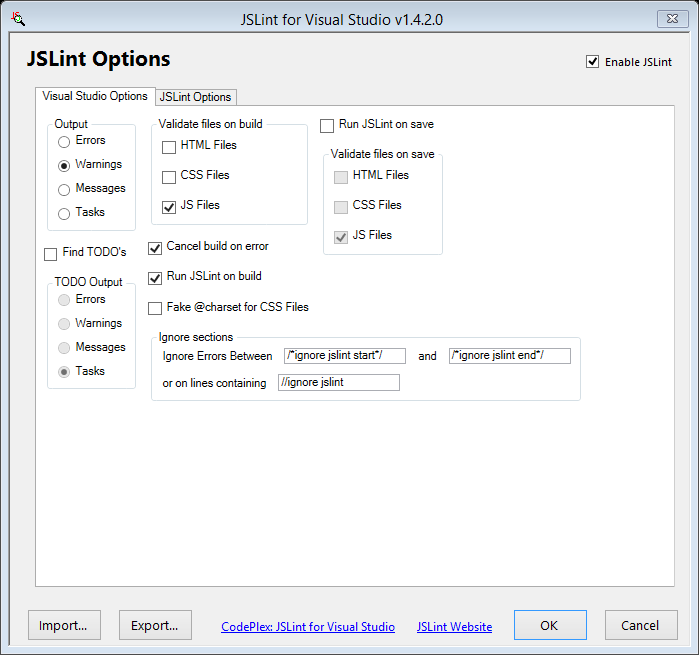 JSLint for Visual Studio v1.4.2.0
JSLint Options
Enable JSLint
Visual Studio Options
JSLint Options
Output
Errors
Warnings
Messages
Tasks
Validate files on build
HTML Files
CSS Files
JS Files
Run JSLint on save
Validate files on save
HTML Files
CSS Files
JS Files
Find TODO's
TODO Output
Errors
Warnings
Messages
Tasks
Cancel build on error
Run JSLint on build
Fake @charset for CSS Files
Ignore sections
Ignore Errors Between /*ignore jslint start*/ and /*ignore jslint end*/
or on lines containing //ignore jslint
Import... Export... CodePlex: JSLint for Visual Studio JSLint Website OK Cancel